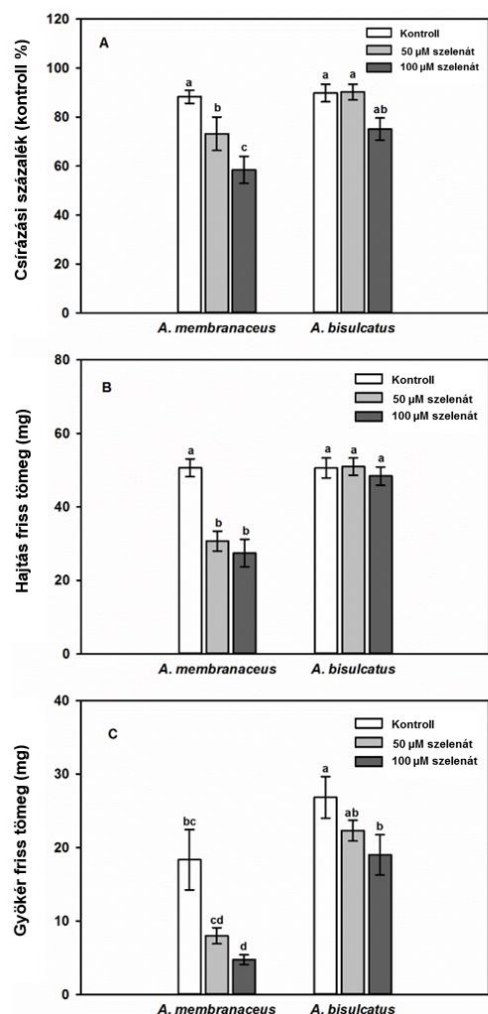 Csírázási százalék (kontroll %)
120
100
80
60
40
20
0
A
Kontroll
50 µM szelenát
100 µM szelenát
a
b
c
a
a
ab
A. membranaceus
A. bisulcatus
Hajtás friss tömeg (mg)
80
60
40
20
0
B
Kontroll
50 µM szelenát
100 µM szelenát
a
b
b
a
a
a
A. membranaceus
A. bisulcatus
Gyökér friss tömeg (mg)
40
30
20
10
0
C
Kontroll
50 µM szelenát
100 µM szelenát
bc
cd
d
a
ab
b
A. membranaceus
A. bisulcatus